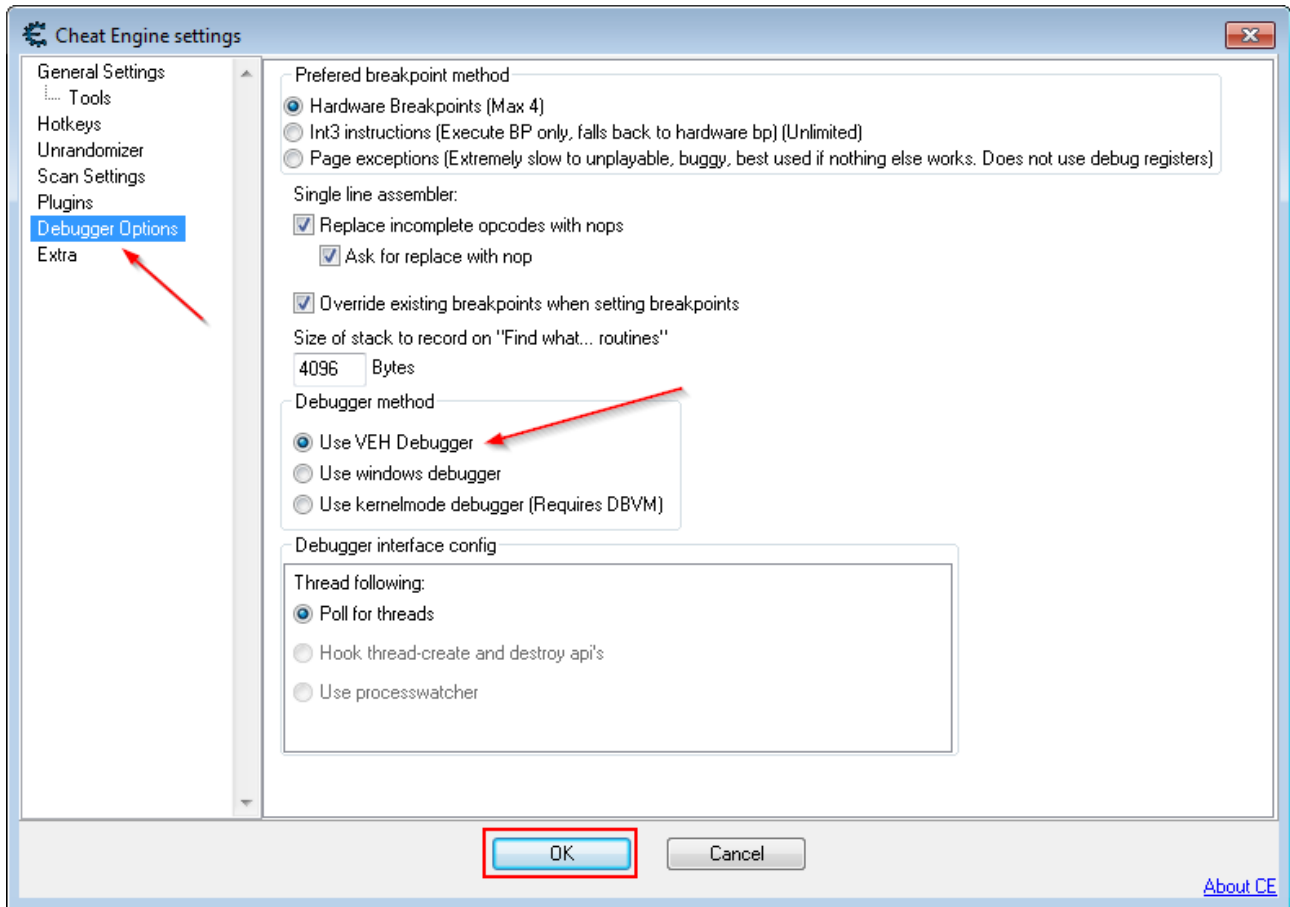 Cheat Engine settings
General Settings
Tools
Hotkeys
Unrandomizer
Scan Settings
Plugins
Debugger Options
Extra
Prefered breakpoint method
Hardware Breakpoints (Max 4)
Int3 instructions (Execute BP only, falls back to hardware bp) (Unlimited)
Page exceptions (Extremely slow to unplayable, buggy, best used if nothing else works. Does not use debug registers)
Single line assembler:
Replace incomplete opcodes with nops
Ask for replace with nop
Override existing breakpoints when setting breakpoints
Size of stack to record on "Find what... routines"
4096 Bytes
Debugger method
Use VEH Debugger
Use windows debugger
Use kernelmode debugger (Requires DBVM)
Debugger interface config
Thread following:
Poll for threads
Hook thread-create and destroy api's
Use processwatcher
OK Cancel
About CE